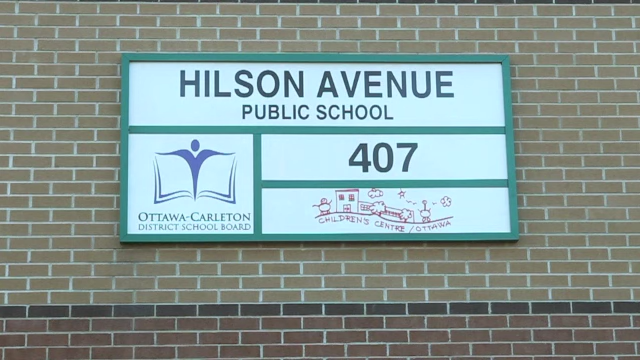 HILSON AVENUE
PUBLIC SCHOOL
407
OTTAWA-CARLETON
DISTRICT SCHOOL BOARD
CHILDREN'S CENTRE / OTTAWA